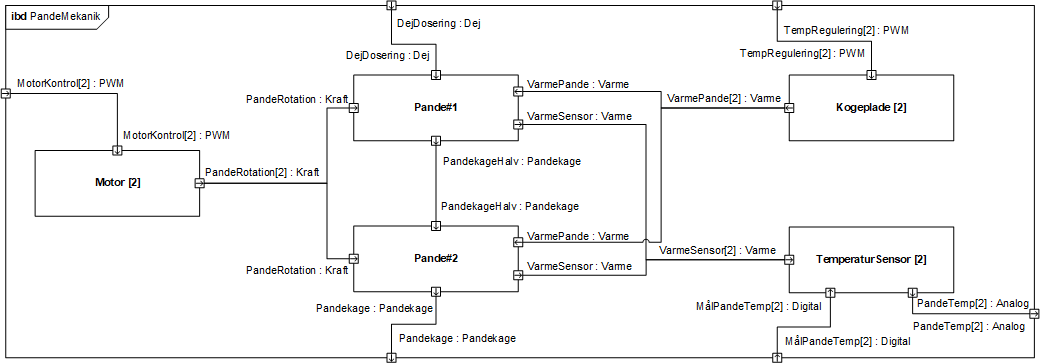 ibd PandeMekanik
DejDosering : Dej
TempRegulering[2] : PWM
DejDosering : Dej
TempRegulering[2] : PWM
MotorKontrol[2] : PWM
PandeRotation : Kraft
Pande#1
VarmePande : Varme
VarmePande[2] : Varme
Kogeplade [2]
VarmeSensor : Varme
MotorKontrol[2] : PWM
PandekageHalv : Pandekage
Motor [2]
PandeRotation[2] : Kraft
PandekageHalv : Pandekage
VarmePande : Varme
VarmeSensor[2] : Varme
Pande#2
TemperaturSensor [2]
PandeRotation : Kraft
VarmeSensor : Varme
Pandekage : Pandekage
MålPandeTemp[2] : Digital
PandeTemp[2] : Analog
PandeTemp[2] : Analog
Pandekage : Pandekage
MålPandeTemp[2] : Digital